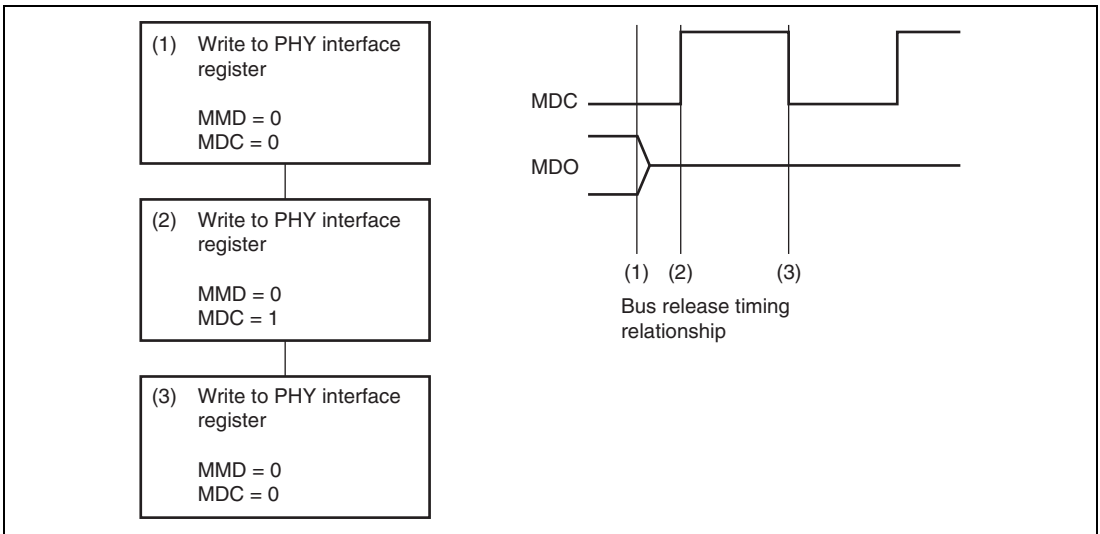 (1) Write to PHY interface
register
MMD = 0
MDC = 0
(2) Write to PHY interface
register
MMD = 0
MDC = 1
(3) Write to PHY interface
register
MMD = 0
MDC = 0
MDC
MDO
(1) (2) (3)
Bus release timing
relationship